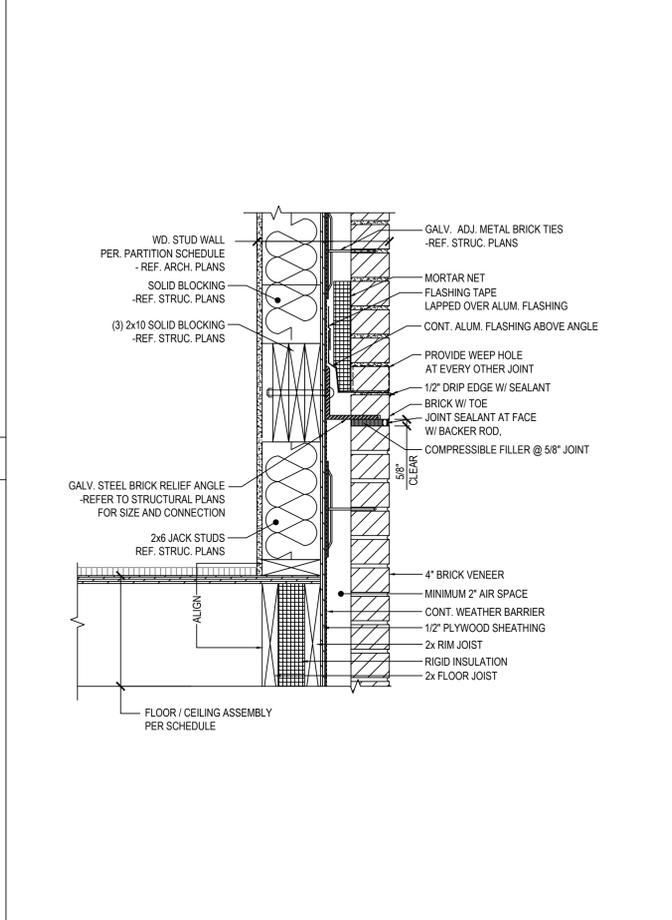 WD. STUD WALL
PER. PARTITION SCHEDULE
- REF. ARCH. PLANS
SOLID BLOCKING
-REF. STRUC. PLANS
(3) 2x10 SOLID BLOCKING
-REF. STRUC. PLANS
GALV. STEEL BRICK RELIEF ANGLE
-REFER TO STRUCTURAL PLANS
FOR SIZE AND CONNECTION
2x6 JACK STUDS
REF. STRUC. PLANS
ALIGN
FLOOR / CEILING ASSEMBLY
PER SCHEDULE
GALV. ADJ. METAL BRICK TIES
-REF. STRUC. PLANS
MORTAR NET
FLASHING TAPE
LAPPED OVER ALUM. FLASHING
CONT. ALUM. FLASHING ABOVE ANGLE
PROVIDE WEEP HOLE
AT EVERY OTHER JOINT
1/2" DRIP EDGE W/ SEALANT
BRICK W/ TOE
JOINT SEALANT AT FACE
W/ BACKER ROD,
COMPRESSIBLE FILLER @ 5/8" JOINT
5/8"
CLEAR
4" BRICK VENEER
MINIMUM 2" AIR SPACE
CONT. WEATHER BARRIER
1/2" PLYWOOD SHEATHING
2x RIM JOIST
RIGID INSULATION
2x FLOOR JOIST